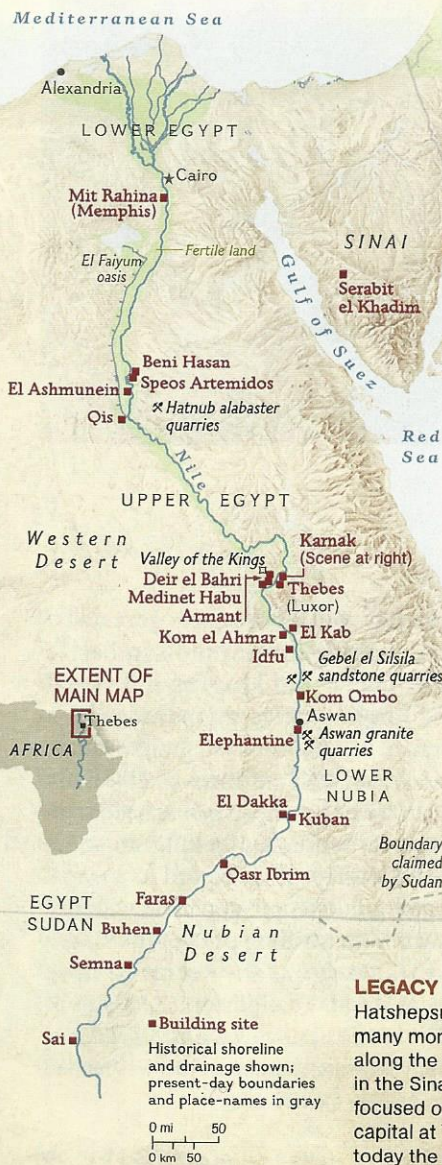 Mediterranean Sea
Alexandria
LOWER EGYPT
Cairo
Mit Rahina
(Memphis)
Fertile land
El Faiyum
oasis
SINAI
Serabit
el Khadim
Gulf of Suez
Beni Hasan
Speos Artemidos
El Ashmunein
Hatnub alabaster
quarries
Qis
Red
Sea
Nile
UPPER EGYPT
Western
Desert
Karnak
(Scene at right)
Valley of the Kings
Deir el Bahri
Medinet Habu
Armant
Thebes
(Luxor)
Kom el Ahmar
El Kab
Idfu
Gebel el Silsila
sandstone quarries
EXTENT OF
MAIN MAP
Thebes
AFRICA
Kom Ombo
Aswan
Elephantine
Aswan granite
quarries
LOWER
NUBIA
El Dakka
Kuban
Boundary
claimed
by Sudan
Qasr Ibrim
Faras
EGYPT
SUDAN
Buhen
Nubian
Desert
Semna
Sai
Building site
Historical shoreline
and drainage shown;
present-day boundaries
and place-names in gray
0 mi 50
0 km 50
LEGACY
Hatshepsu
many mor
along the
in the Sina
focused o
capital at
today the